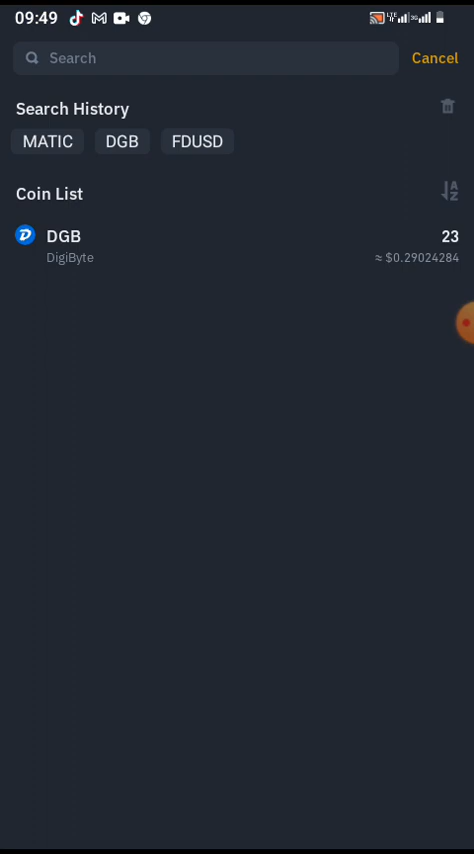 09:49
Search Cancel
Search History
MATIC DGB FDUSD
Coin List
DGB 23
DigiByte ≈ $0.29024284